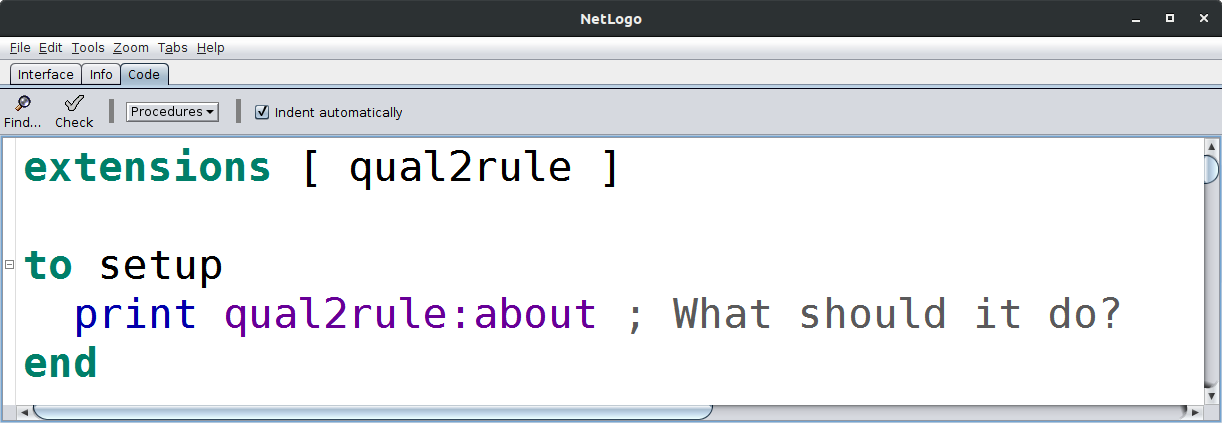 NetLogo
File Edit Tools Zoom Tabs Help
Interface Info Code
Find... Check Procedures Indent automatically
extensions [ qual2rule ]
to setup
print qual2rule:about ; What should it do?
end